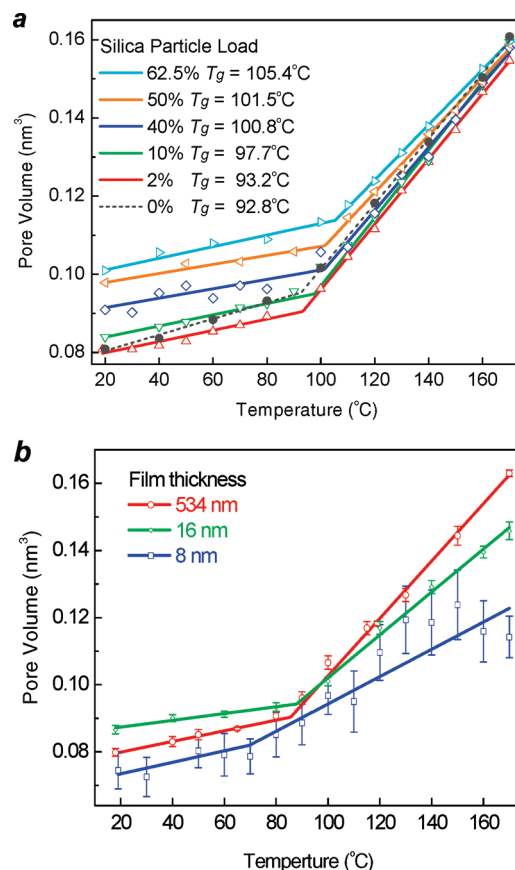 a
0.16
0.14
0.12
0.10
0.08
Pore Volume (nm³)
Silica Particle Load
62.5% Tg = 105.4°C
50% Tg = 101.5°C
40% Tg = 100.8°C
10% Tg = 97.7°C
2% Tg = 93.2°C
0% Tg = 92.8°C
20 40 60 80 100 120 140 160
Temperature (°C)
b
0.16
0.14
0.12
0.10
0.08
Pore Volume (nm³)
Film thickness
534 nm
16 nm
8 nm
20 40 60 80 100 120 140 160
Temperture (°C)